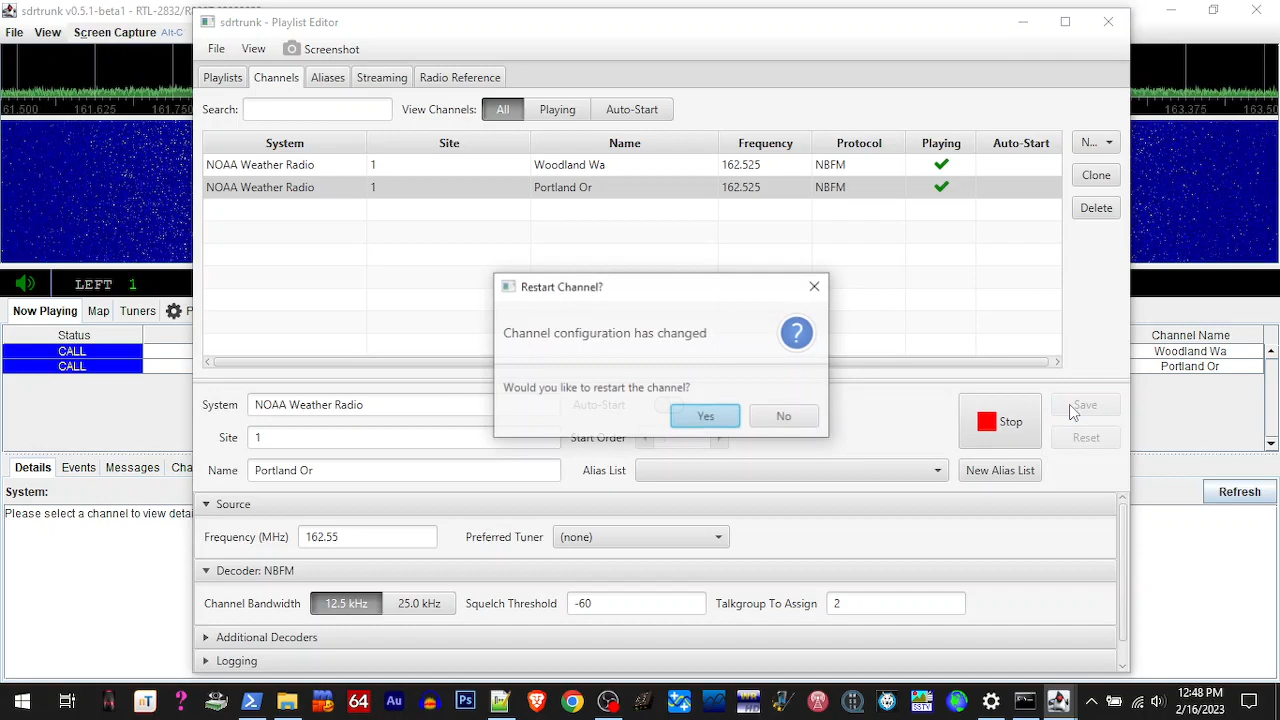 sdrtrunk v0.5.1-beta1 - RTL-2832/R
File View Screen Capture Alt-C
61.500 161.625 161.750
163.375 163.50
LEFT 1
Now Playing Map Tuners P
Status
CALL
CALL
Channel Name
Woodland Wa
Portland Or
Details Events Messages Cha
System:
Refresh
Please select a channel to view detai
sdrtrunk - Playlist Editor
File View Screenshot
Playlists Channels Aliases Streaming Radio Reference
Search: View Channels: All Playing Auto-Start
System Site Name Frequency Protocol Playing Auto-Start
NOAA Weather Radio 1 Woodland Wa 162.525 NBFM
NOAA Weather Radio 1 Portland Or 162.525 NBFM
N...
Clone
Delete
Restart Channel?
Channel configuration has changed
?
Would you like to restart the channel?
Yes No
System NOAA Weather Radio Auto-Start
Stop
Save
Site 1 Start Order
Reset
Name Portland Or Alias List New Alias List
Source
Frequency (MHz) 162.55 Preferred Tuner (none)
Decoder: NBFM
Channel Bandwidth 12.5 kHz 25.0 kHz Squelch Threshold -60 Talkgroup To Assign 2
Additional Decoders
Logging
nT ? 64 Au Ps WB HD SSTV
12:48 PM
2/16/2023